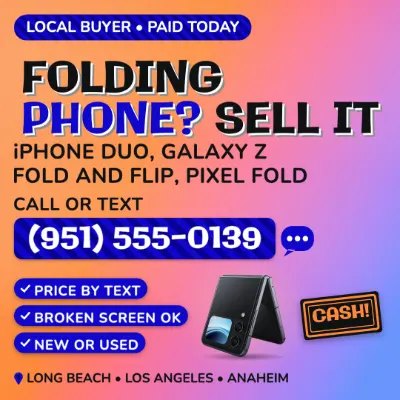 LOCAL BUYER • PAID TODAY
FOLDING
PHONE? SELL IT
iPHONE DUO, GALAXY Z
FOLD AND FLIP, PIXEL FOLD
CALL OR TEXT
(951) 555-0139
PRICE BY TEXT
BROKEN SCREEN OK
NEW OR USED
CASH!
LONG BEACH • LOS ANGELES • ANAHEIM